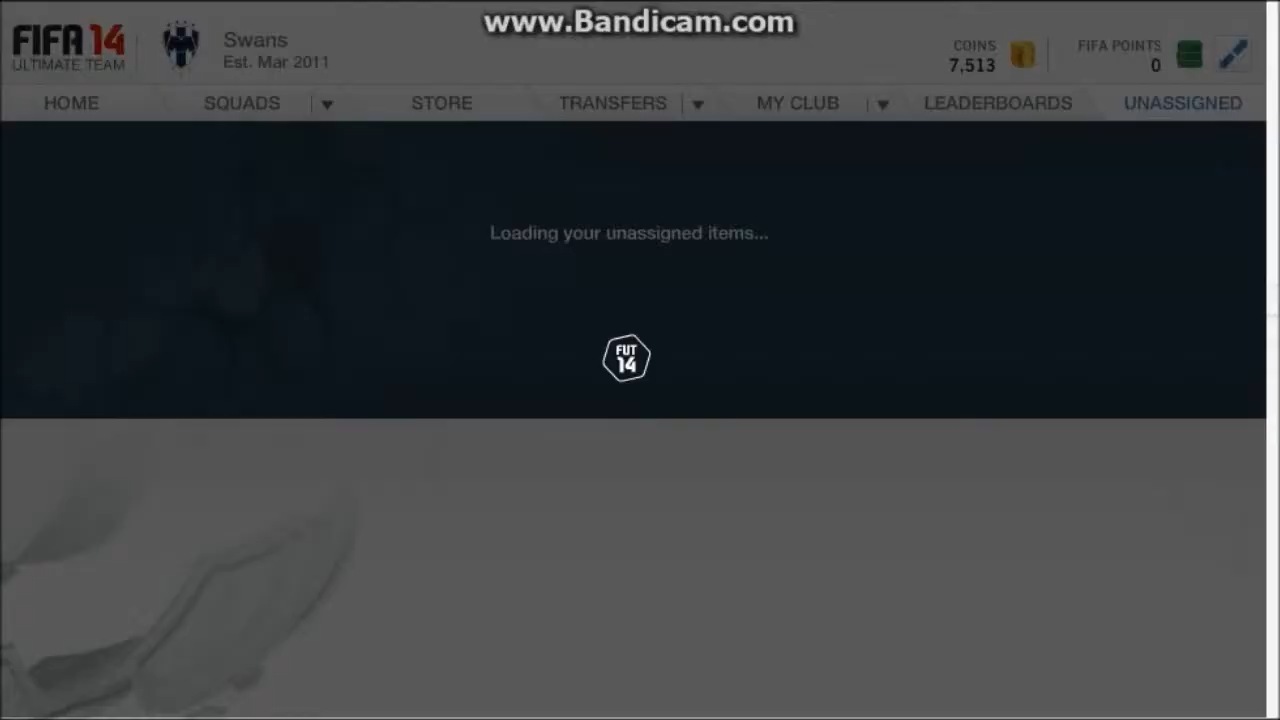 www.Bandicam.com
FIFA 14
ULTIMATE TEAM
Swans
Est. Mar 2011
COINS
7,513
FIFA POINTS
0
HOME
SQUADS
STORE
TRANSFERS
MY CLUB
LEADERBOARDS
UNASSIGNED
Loading your unassigned items...
FUT
14